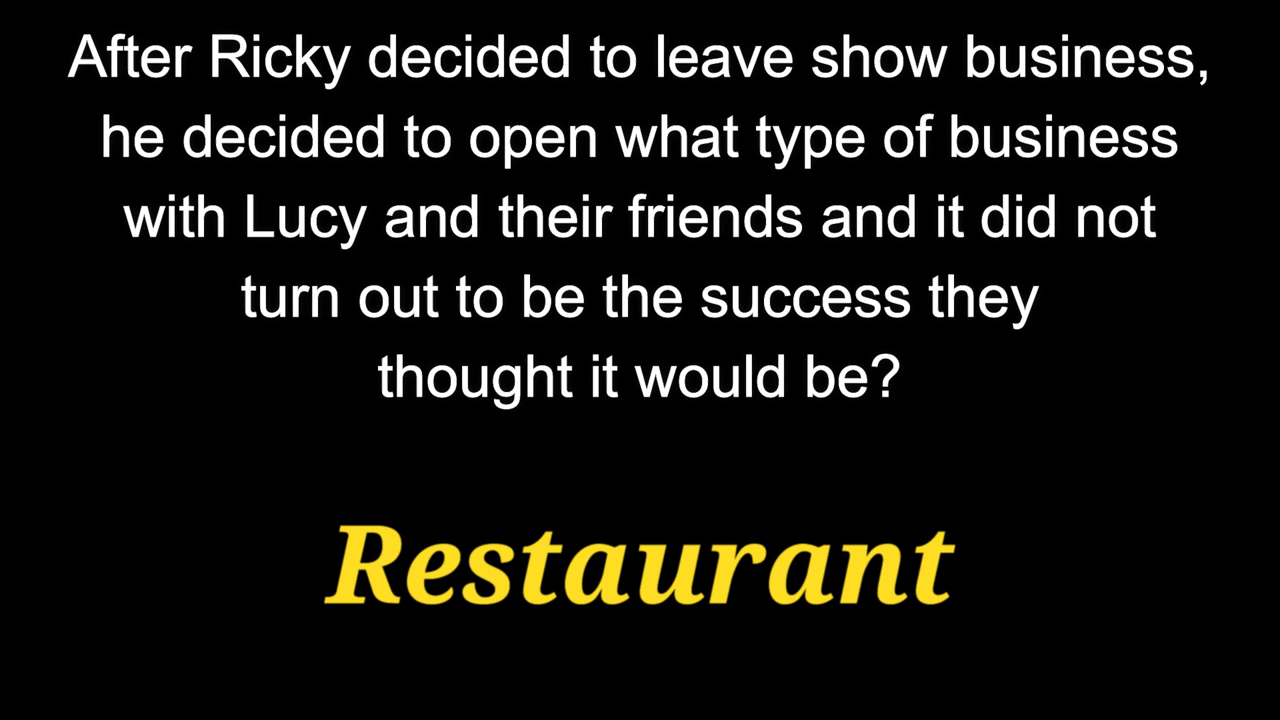 After Ricky decided to leave show business,
he decided to open what type of business
with Lucy and their friends and it did not
turn out to be the success they
thought it would be?
Restaurant